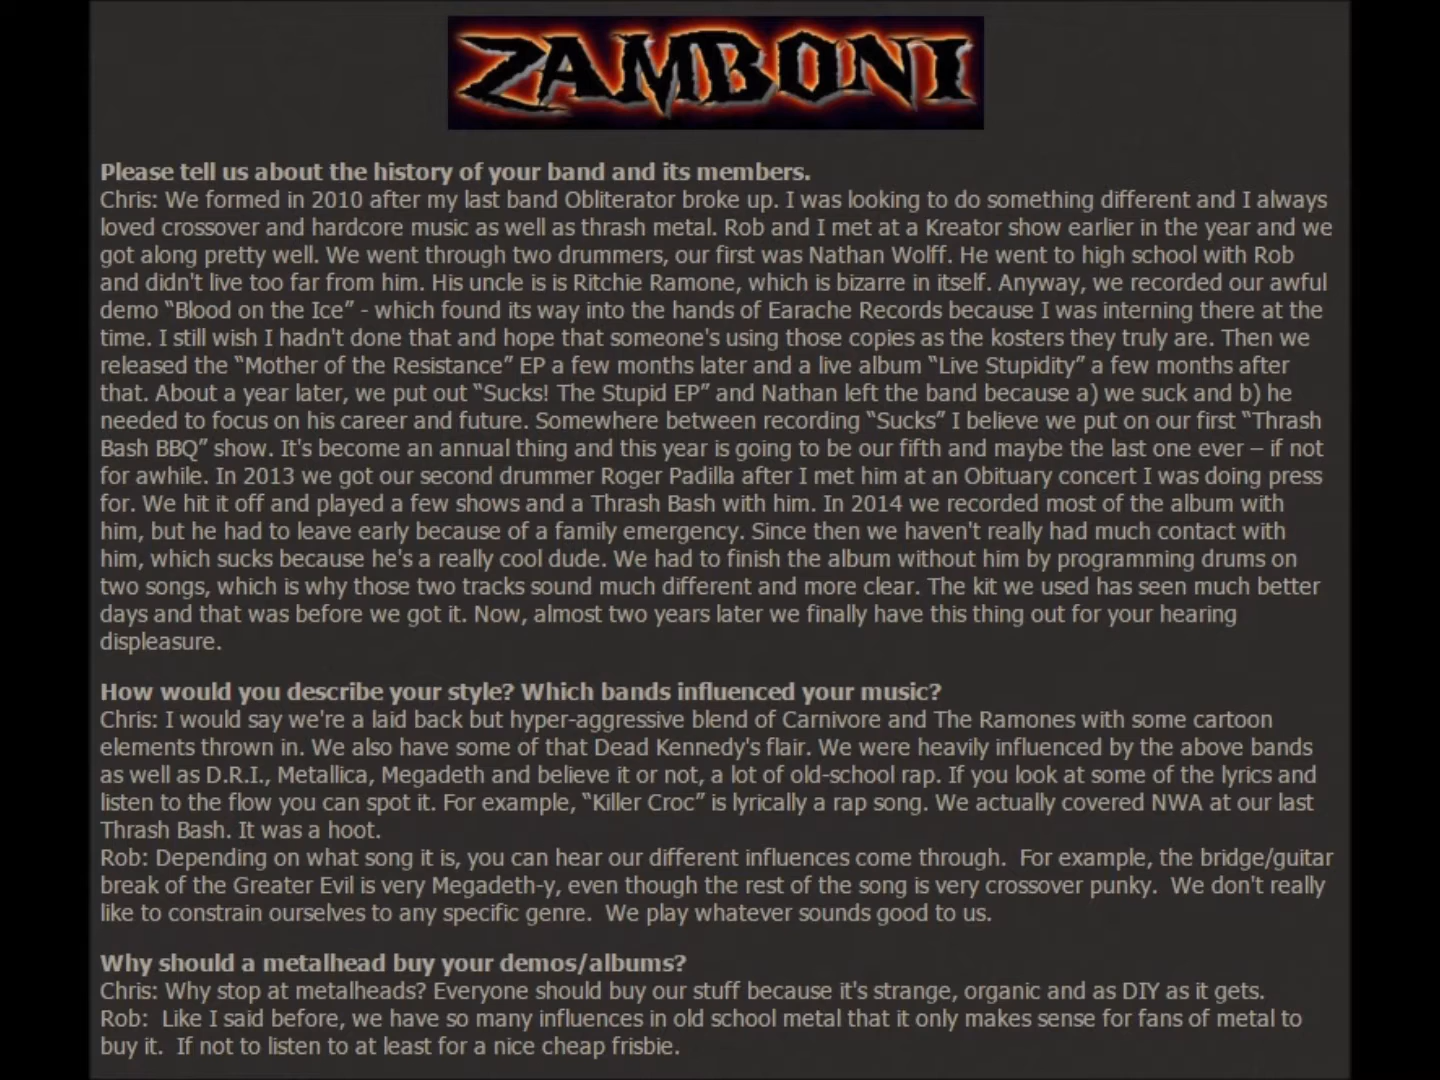 ZAMBONI
Please tell us about the history of your band and its members.
Chris: We formed in 2010 after my last band Obliterator broke up. I was looking to do something different and I always
loved crossover and hardcore music as well as thrash metal. Rob and I met at a Kreator show earlier in the year and we
got along pretty well. We went through two drummers, our first was Nathan Wolff. He went to high school with Rob
and didn't live too far from him. His uncle is is Ritchie Ramone, which is bizarre in itself. Anyway, we recorded our awful
demo “Blood on the Ice” - which found its way into the hands of Earache Records because I was interning there at the
time. I still wish I hadn't done that and hope that someone's using those copies as the kosters they truly are. Then we
released the “Mother of the Resistance” EP a few months later and a live album “Live Stupidity” a few months after
that. About a year later, we put out “Sucks! The Stupid EP” and Nathan left the band because a) we suck and b) he
needed to focus on his career and future. Somewhere between recording “Sucks” I believe we put on our first “Thrash
Bash BBQ” show. It's become an annual thing and this year is going to be our fifth and maybe the last one ever – if not
for awhile. In 2013 we got our second drummer Roger Padilla after I met him at an Obituary concert I was doing press
for. We hit it off and played a few shows and a Thrash Bash with him. In 2014 we recorded most of the album with
him, but he had to leave early because of a family emergency. Since then we haven't really had much contact with
him, which sucks because he's a really cool dude. We had to finish the album without him by programming drums on
two songs, which is why those two tracks sound much different and more clear. The kit we used has seen much better
days and that was before we got it. Now, almost two years later we finally have this thing out for your hearing
displeasure.
How would you describe your style? Which bands influenced your music?
Chris: I would say we're a laid back but hyper-aggressive blend of Carnivore and The Ramones with some cartoon
elements thrown in. We also have some of that Dead Kennedy's flair. We were heavily influenced by the above bands
as well as D.R.I., Metallica, Megadeth and believe it or not, a lot of old-school rap. If you look at some of the lyrics and
listen to the flow you can spot it. For example, “Killer Croc” is lyrically a rap song. We actually covered NWA at our last
Thrash Bash. It was a hoot.
Rob: Depending on what song it is, you can hear our different influences come through.  For example, the bridge/guitar
break of the Greater Evil is very Megadeth-y, even though the rest of the song is very crossover punky.  We don't really
like to constrain ourselves to any specific genre.  We play whatever sounds good to us.
Why should a metalhead buy your demos/albums?
Chris: Why stop at metalheads? Everyone should buy our stuff because it's strange, organic and as DIY as it gets.
Rob:  Like I said before, we have so many influences in old school metal that it only makes sense for fans of metal to
buy it.  If not to listen to at least for a nice cheap frisbie.